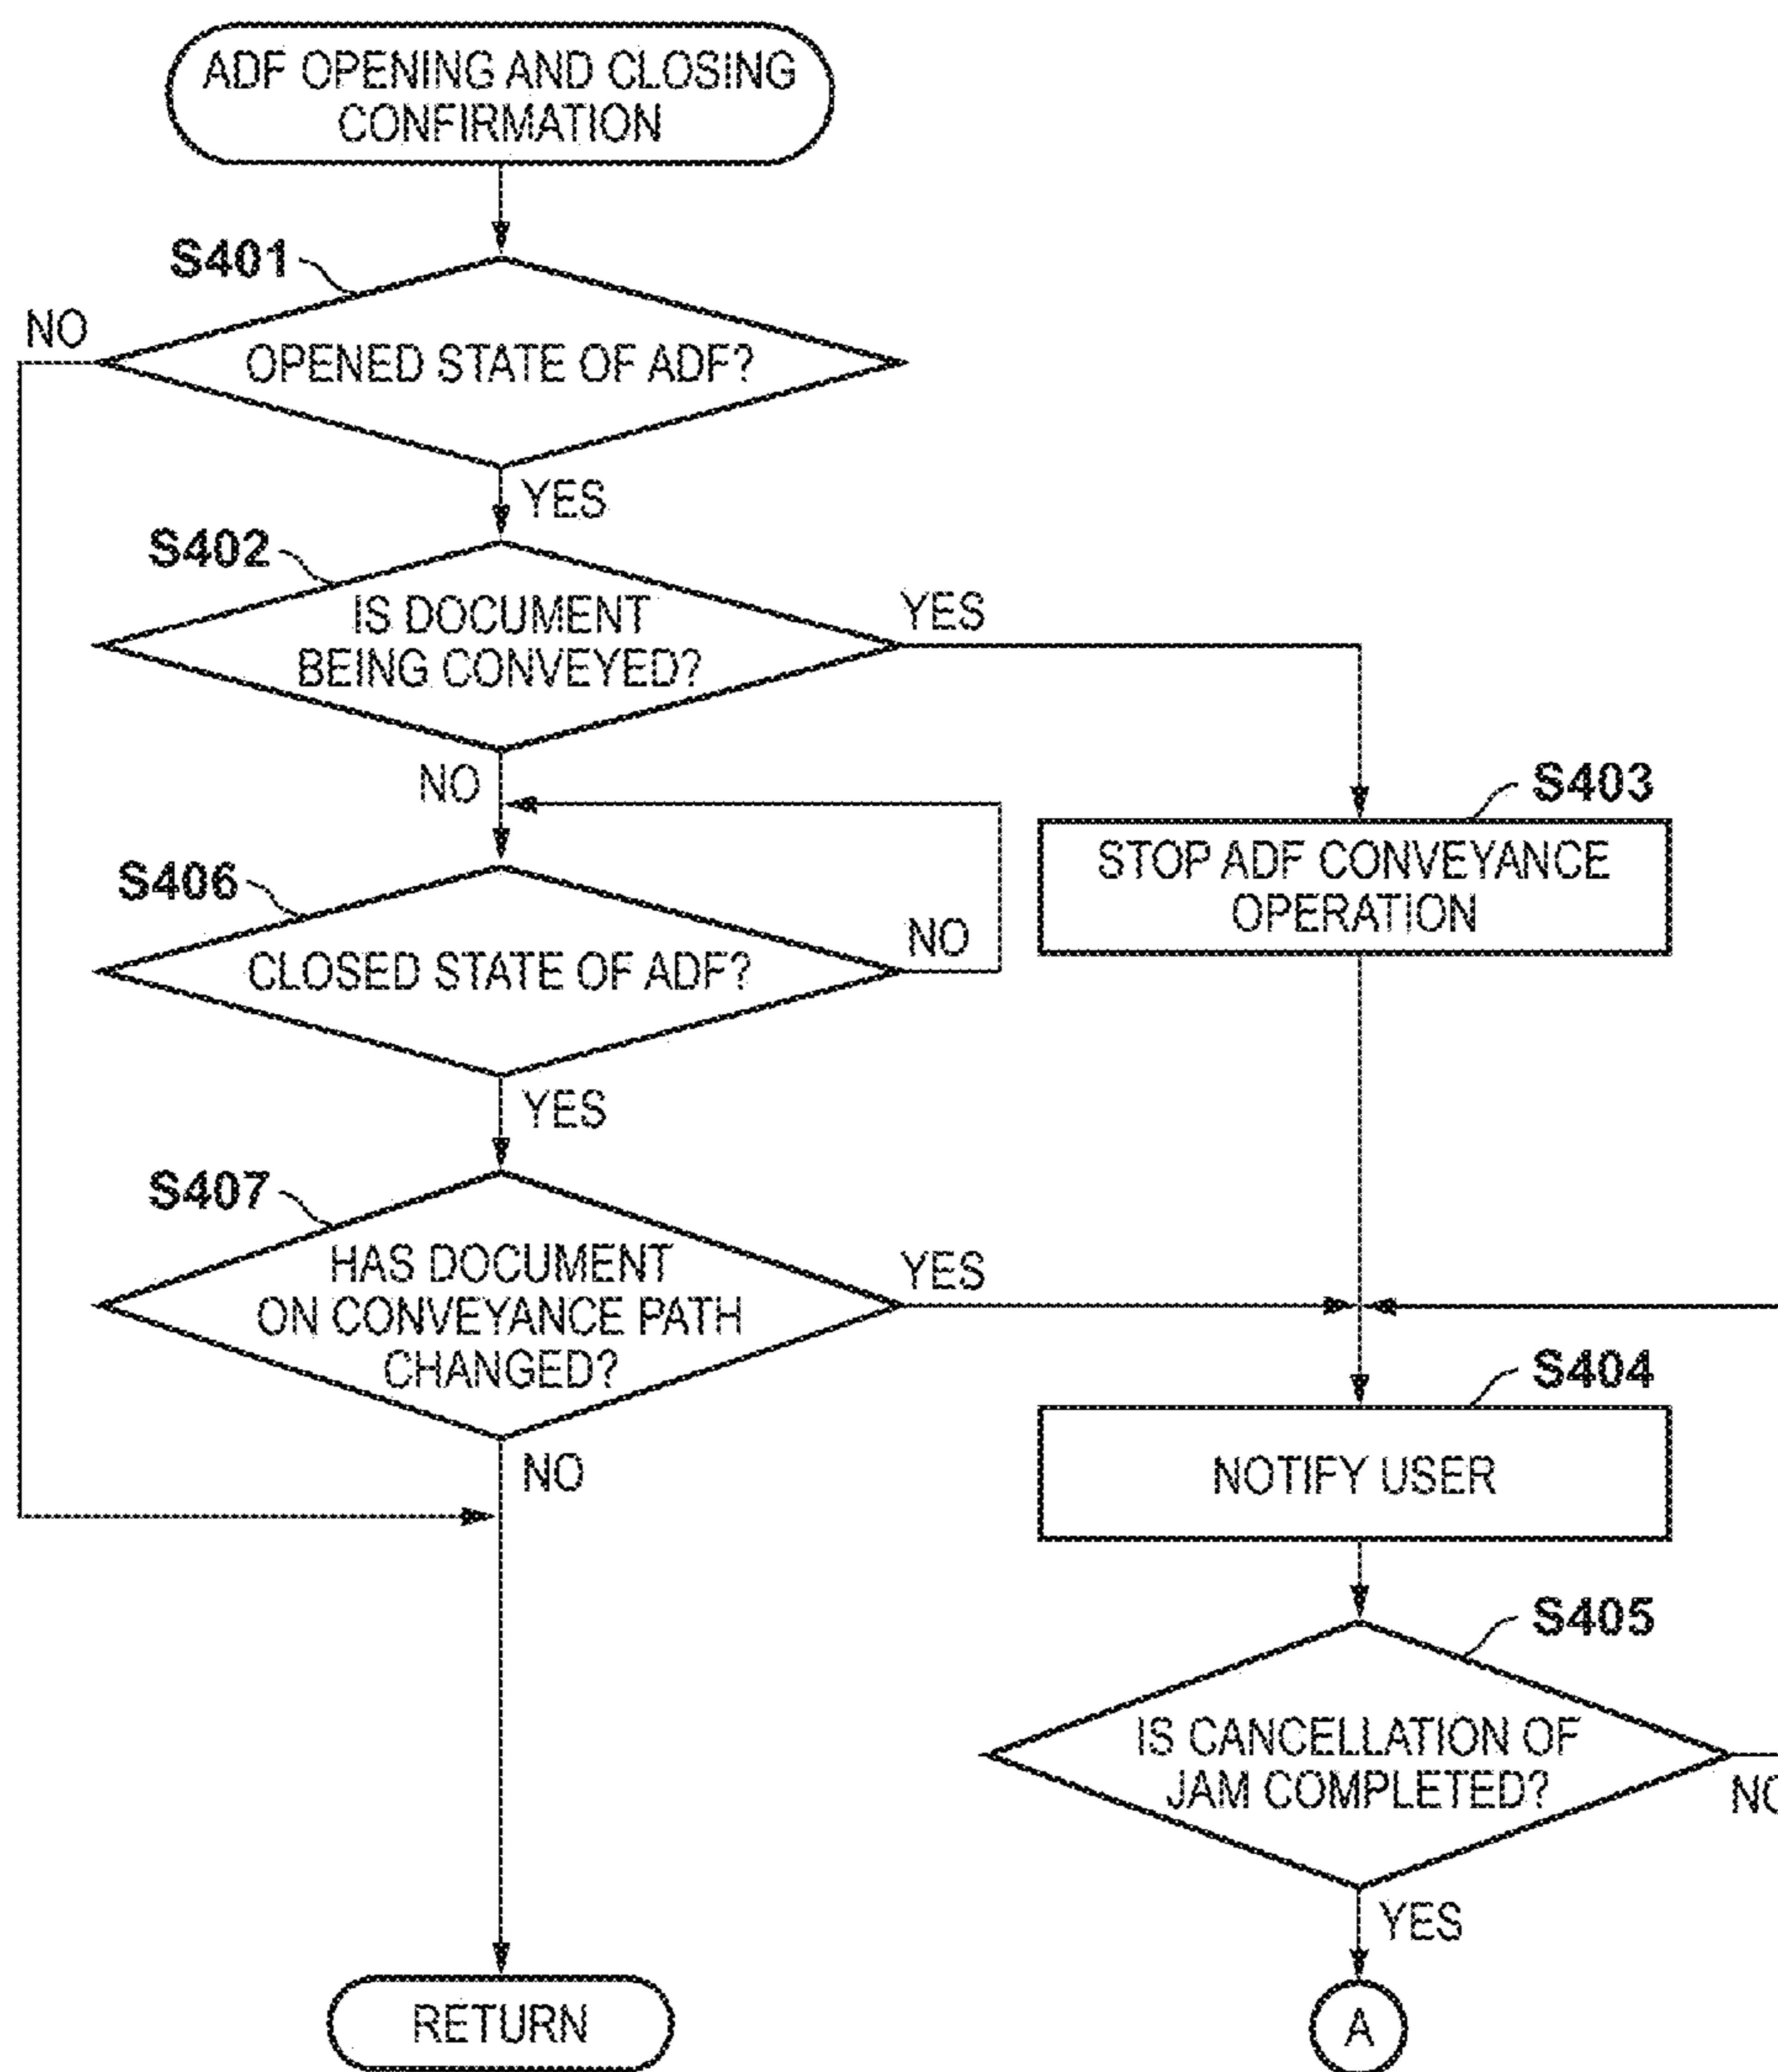 ADF OPENING AND CLOSING
CONFIRMATION
S401
NO
OPENED STATE OF ADF?
YES
S402
IS DOCUMENT
BEING CONVEYED?
YES
NO
S403
STOP ADF CONVEYANCE
OPERATION
S406
CLOSED STATE OF ADF?
NO
YES
S407
HAS DOCUMENT
ON CONVEYANCE PATH
CHANGED?
YES
NO
S404
NOTIFY USER
S405
IS CANCELLATION OF
JAM COMPLETED?
NO
YES
RETURN
A